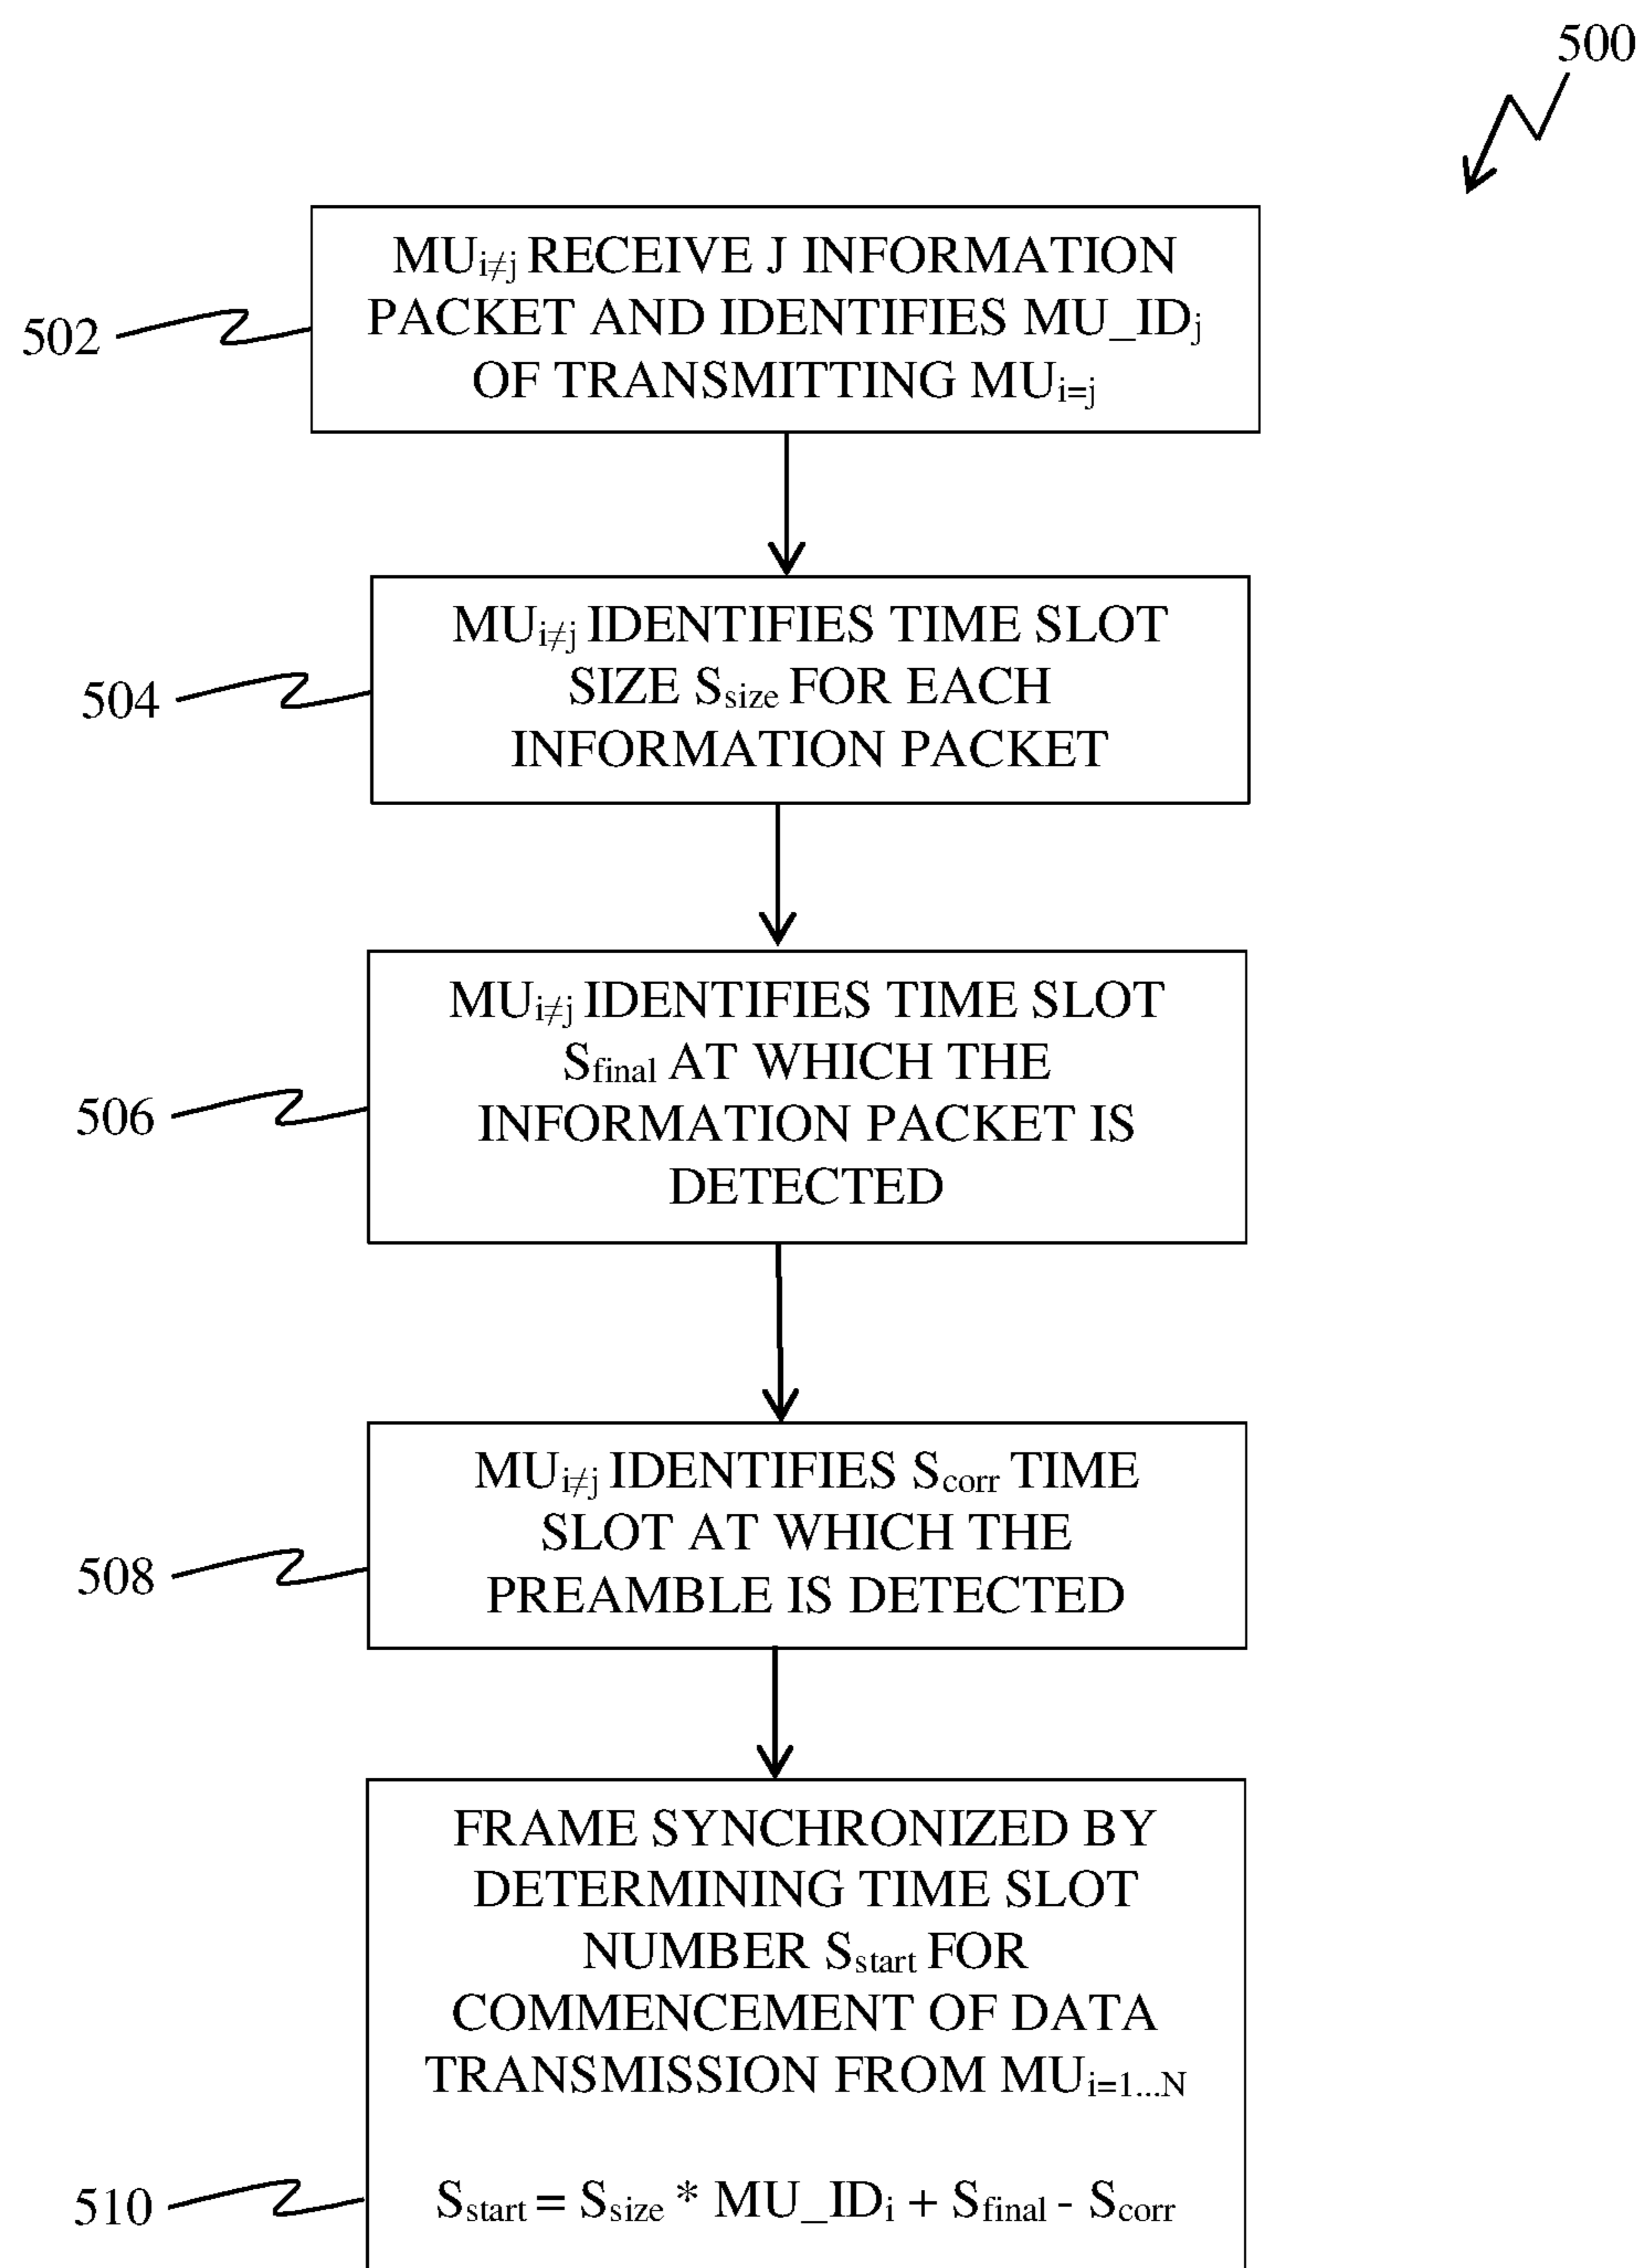 500
MUi≠j RECEIVE J INFORMATION
PACKET AND IDENTIFIES MU_IDj
OF TRANSMITTING MUi=j
502
MUi≠j IDENTIFIES TIME SLOT
SIZE Ssize FOR EACH
INFORMATION PACKET
504
MUi≠j IDENTIFIES TIME SLOT
Sfinal AT WHICH THE
INFORMATION PACKET IS
DETECTED
506
MUi≠j IDENTIFIES Scorr TIME
SLOT AT WHICH THE
PREAMBLE IS DETECTED
508
FRAME SYNCHRONIZED BY
DETERMINING TIME SLOT
NUMBER Sstart FOR
COMMENCEMENT OF DATA
TRANSMISSION FROM MUi=1...N
Sstart = Ssize * MU_IDi + Sfinal - Scorr
510